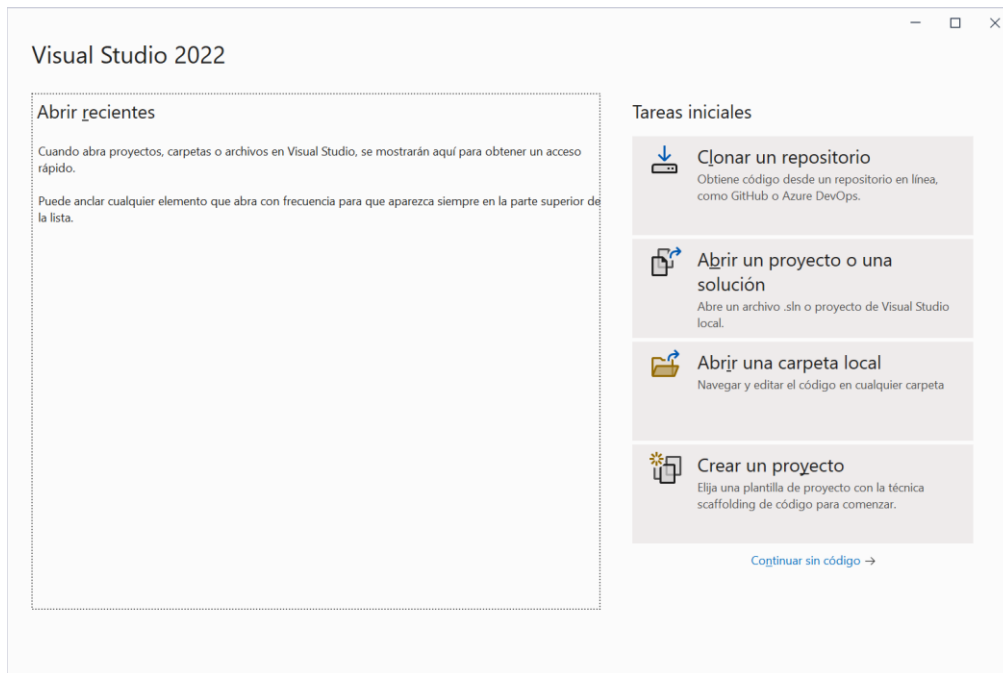 Visual Studio 2022
Abrir recientes
Cuando abra proyectos, carpetas o archivos en Visual Studio, se mostrarán aquí para obtener un acceso
rápido.
Puede anclar cualquier elemento que abra con frecuencia para que aparezca siempre en la parte superior de
la lista.
Tareas iniciales
Clonar un repositorio
Obtiene código desde un repositorio en línea,
como GitHub o Azure DevOps.
Abrir un proyecto o una
solución
Abre un archivo .sln o proyecto de Visual Studio
local.
Abrir una carpeta local
Navegar y editar el código en cualquier carpeta
Crear un proyecto
Elija una plantilla de proyecto con la técnica
scaffolding de código para comenzar.
Continuar sin código →